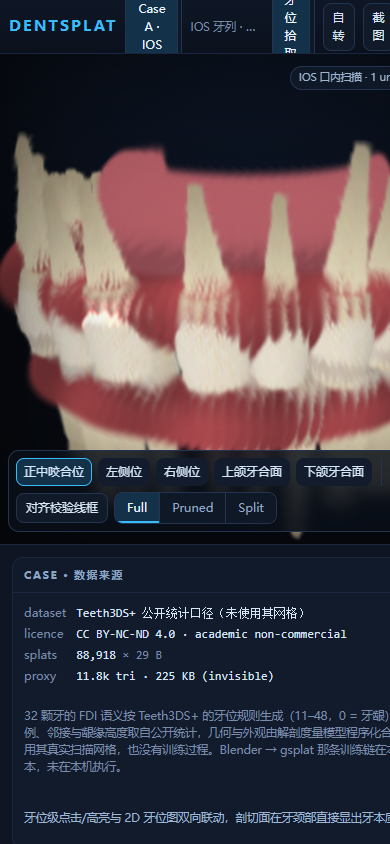 DENTSPLAT
Case
A ·
IOS
IOS 牙列 · ...
位
拾
取
自
转
截
图
IOS 口内扫描 · 1 un
正中咬合位
左侧位
右侧位
上颌牙合面
下颌牙合面
对齐校验线框
Full
Pruned
Split
CASE • 数据来源
dataset Teeth3DS+ 公开统计口径（未使用其网格）
licence CC BY-NC-ND 4.0 · academic non-commercial
splats 88,918 × 29 B
proxy 11.8k tri · 225 KB (invisible)
32 颗牙的 FDI 语义按 Teeth3DS+ 的牙位规则生成（11–48，0 = 牙龈）
例、邻接与龈缘高度取自公开统计，几何与外观由解剖度量模型程序化合
用其真实扫描网格，也没有训练过程。Blender → gsplat 那条训练链在本
本，未在本机执行。
牙位级点击/高亮与 2D 牙位图双向联动，剖切面在牙颈部直接显出牙本质